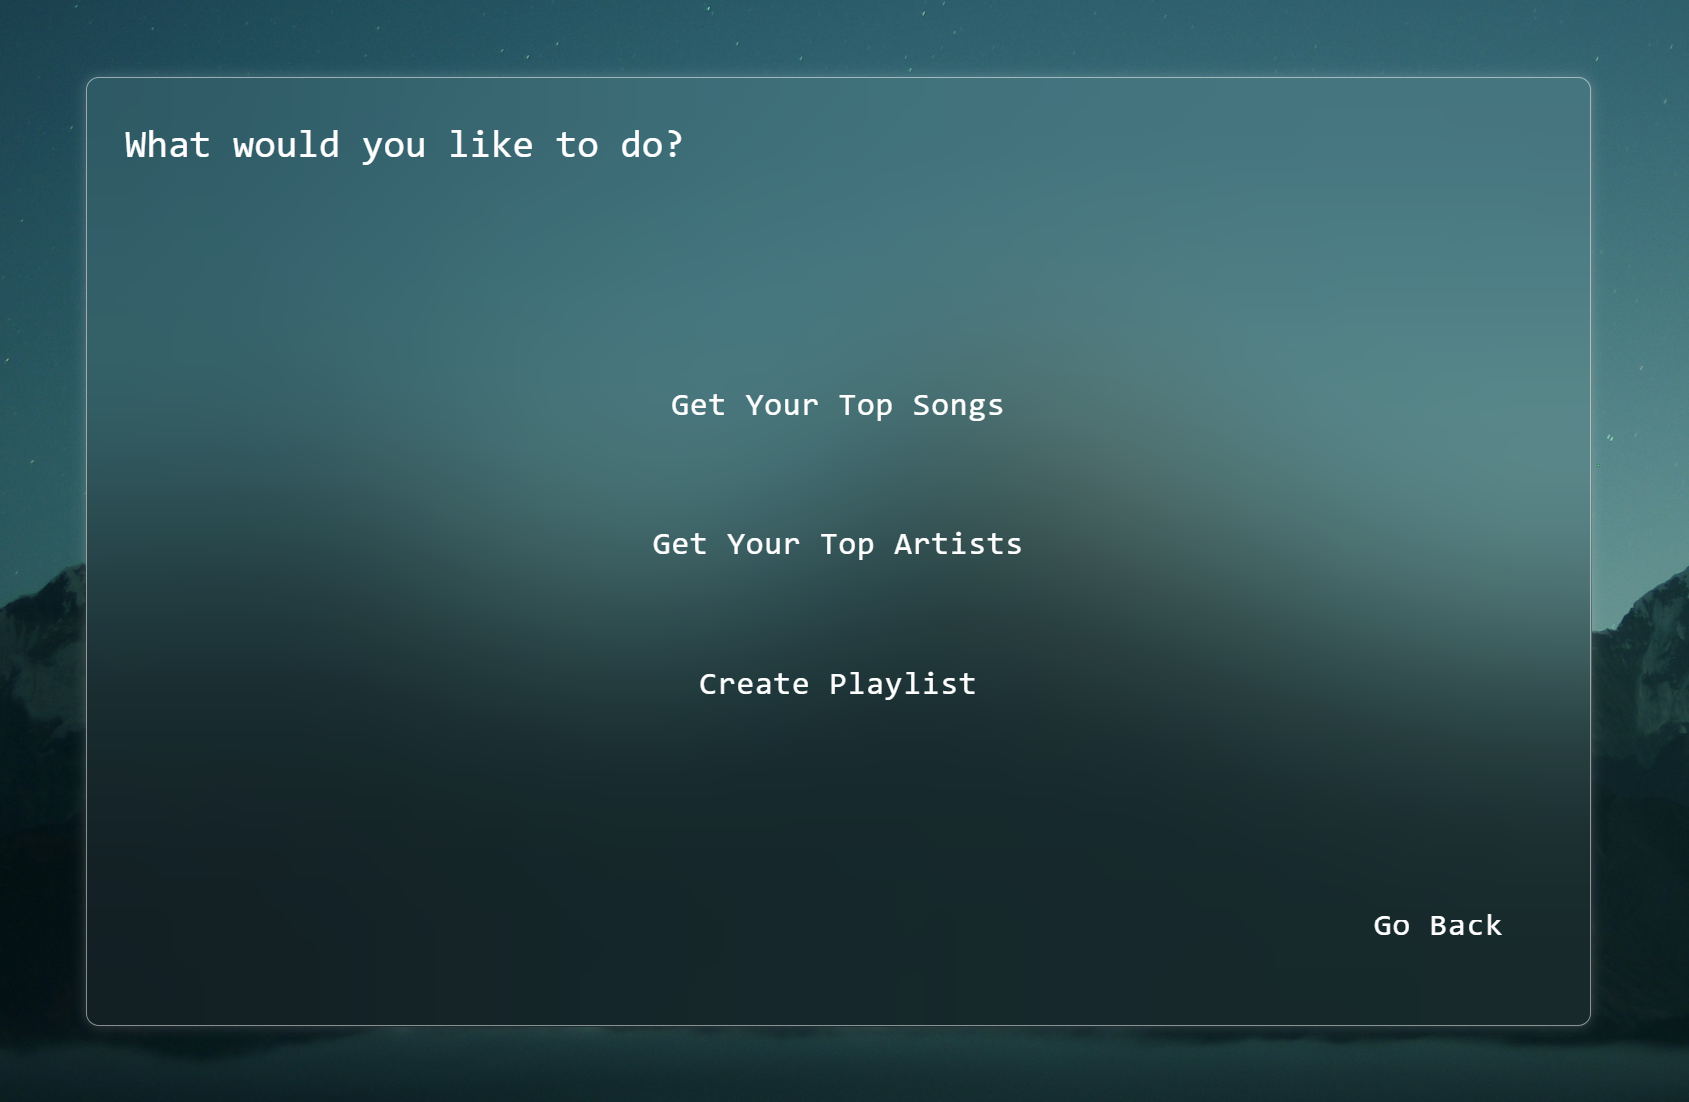 What would you like to do?
Get Your Top Songs
Get Your Top Artists
Create Playlist
Go Back